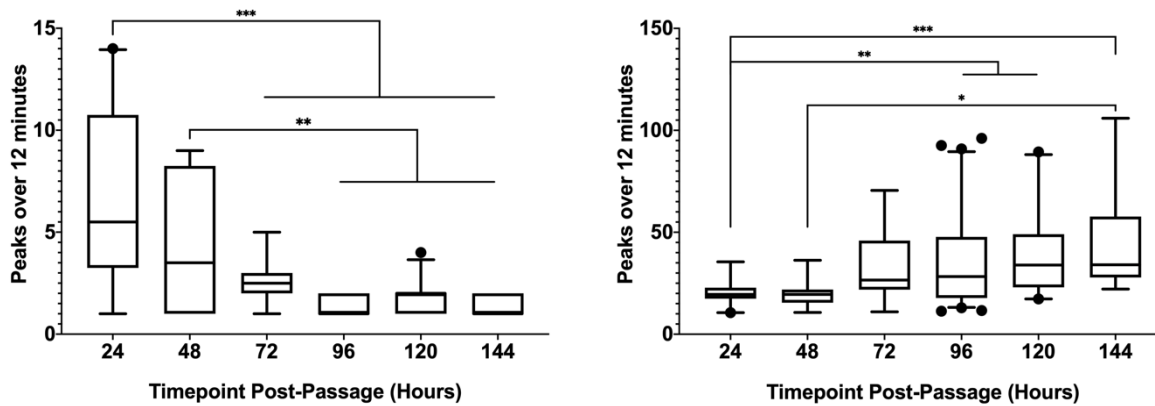 Peaks over 12 minutes
15
10
5
0
***
**
24 48 72 96 120 144
Timepoint Post-Passage (Hours)
Peaks over 12 minutes
150
100
50
0
***
**
*
24 48 72 96 120 144
Timepoint Post-Passage (Hours)